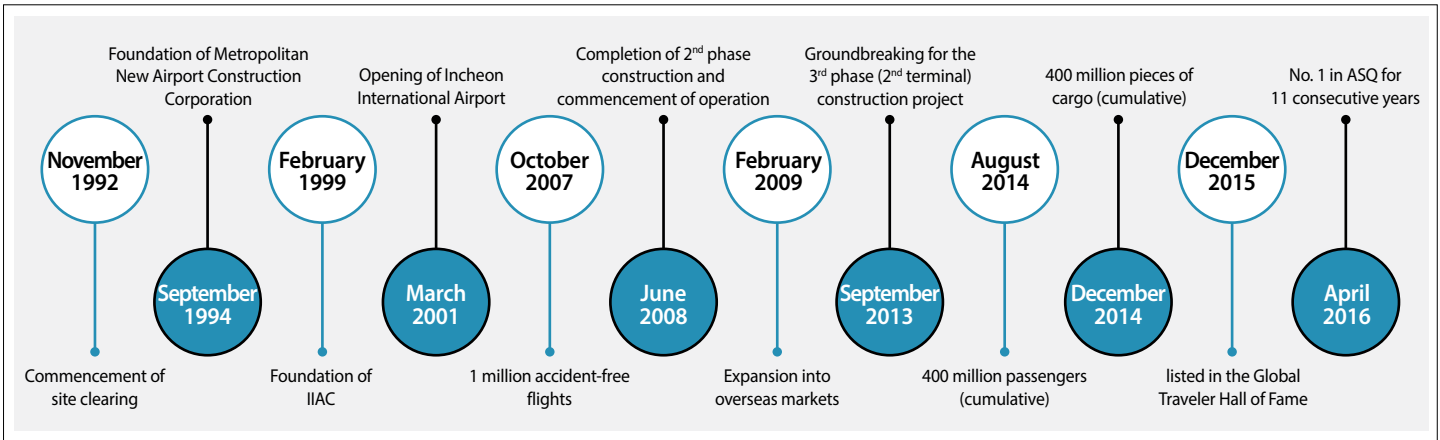 Foundation of Metropolitan
New Airport Construction
Corporation
Opening of Incheon
International Airport
Completion of 2nd phase
construction and
commencement of operation
Groundbreaking for the
3rd phase (2nd terminal)
construction project
400 million pieces of
cargo (cumulative)
No. 1 in ASQ for
11 consecutive years
November
1992
February
1999
October
2007
February
2009
August
2014
December
2015
September
1994
March
2001
June
2008
September
2013
December
2014
April
2016
Commencement of
site clearing
Foundation of
IIAC
1 million accident-free
flights
Expansion into
overseas markets
400 million passengers
(cumulative)
listed in the Global
Traveler Hall of Fame